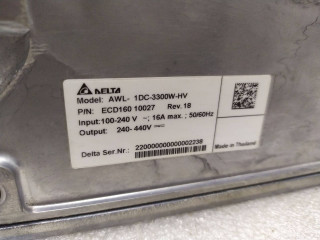 DELTA
Model: AWL- 1DC-3300W-HV
P/N: ECD160 10027 Rev. 18
Input:100-240 V ~; 16A max.; 50/60Hz
Output: 240- 440V
Delta Ser.Nr.: 22000000000000002238
Made in Thailand